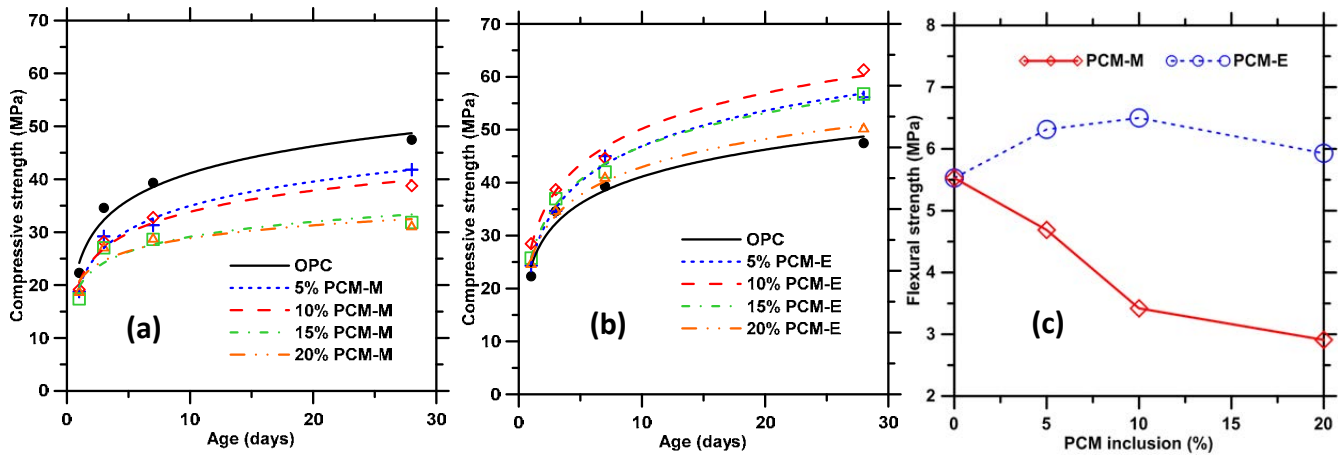 70
60
50
40
30
20
10
0
Compressive strength (MPa)
OPC
5% PCM-M
10% PCM-M
15% PCM-M
20% PCM-M
(a)
0 10 20 30
Age (days)
70
60
50
40
30
20
10
0
Compressive strength (MPa)
OPC
5% PCM-E
10% PCM-E
15% PCM-E
20% PCM-E
(b)
0 10 20 30
Age (days)
8
7
6
5
4
3
2
Flexural strength (MPa)
PCM-M PCM-E
(c)
0 5 10 15 20
PCM inclusion (%)